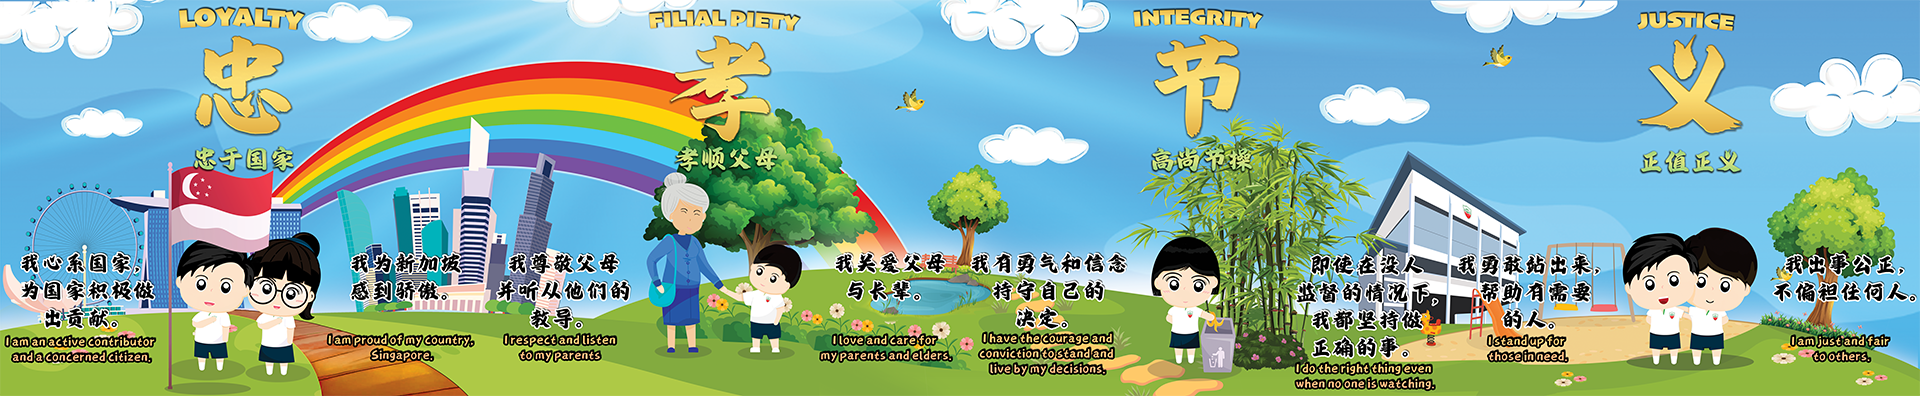 LOYALTY
忠
忠于国家
我心系国家，
为国家积极做
出贡献。
I am an active contributor
and a concerned citizen.
我为新加坡
感到骄傲。
I am proud of my country,
Singapore.
FILIAL PIETY
孝
孝顺父母
我尊敬父母
并听从他们的
教导。
I respect and listen
to my parents
我关爱父母
与长辈。
I love and care for
my parents and elders.
INTEGRITY
节
高尚节操
我有勇气和信念
持守自己的
决定。
I have the courage and
conviction to stand and
live by my decisions.
即使在没人
监督的情况下，
我都坚持做
正确的事。
I do the right thing even
when no one is watching.
JUSTICE
义
正值正义
我勇敢站出来，
帮助有需要
的人。
I stand up for
those in need.
我出事公正，
不偏袒任何人。
I am just and fair
to others.